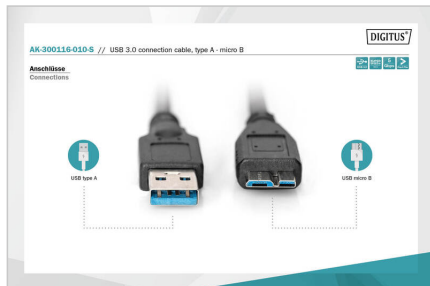 DIGITUS®
AK-300116-010-S // USB 3.0 connection cable, type A - micro B
Anschlüsse
Connections
USB type A
USB micro B